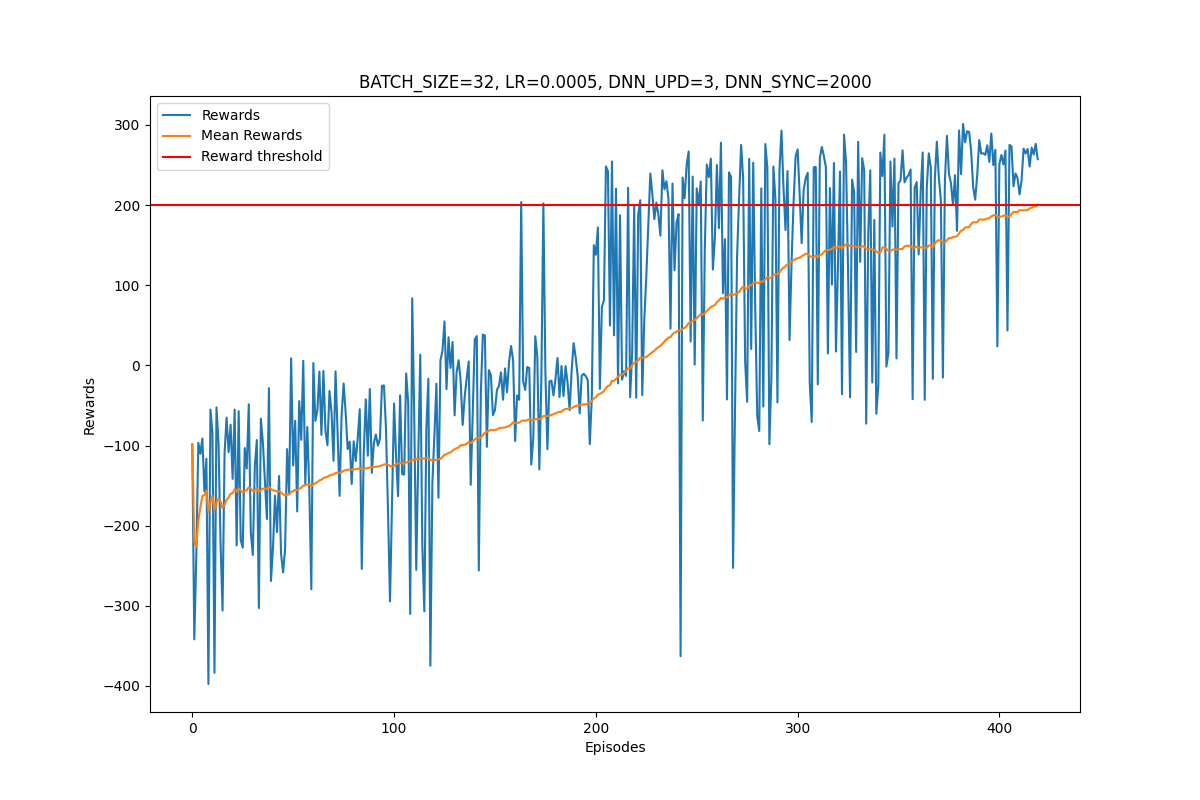 BATCH_SIZE=32, LR=0.0005, DNN_UPD=3, DNN_SYNC=2000
Rewards
Mean Rewards
Reward threshold
300
200
100
0
−100
−200
−300
−400
Rewards
0
100
200
300
400
Episodes